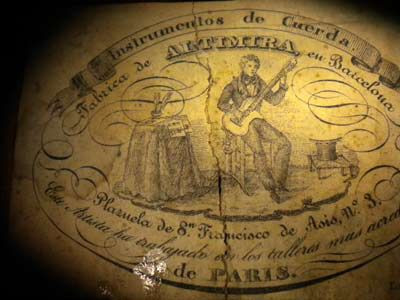 Instrumentos de Cuerda
Fabrica de ALTIMIRA en Barcelona
Plazuela de Sn. Francisco de Asis, No. 3.
Este Artista ha trabajado en los talleres mas
de PARIS.